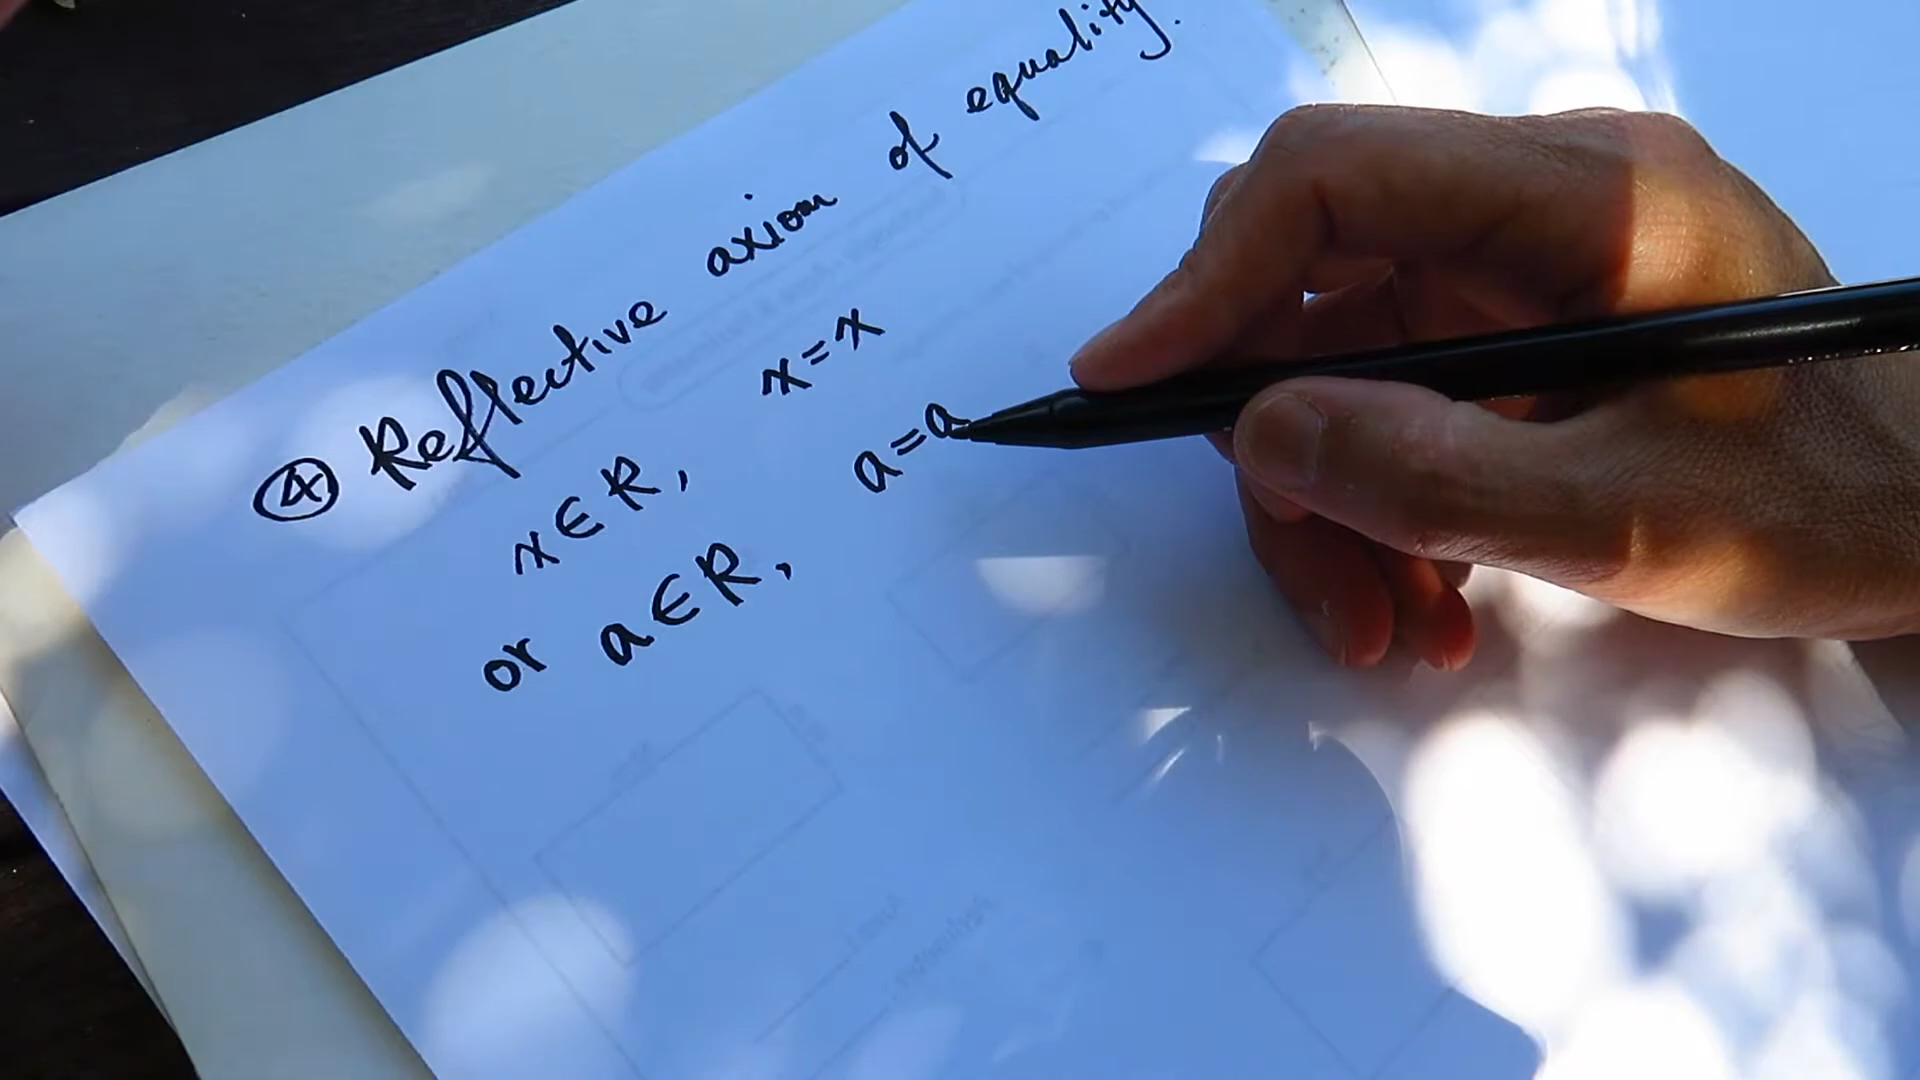 ④ Reflective axiom of equality.
x∈R, x=x
or a∈R, a=a